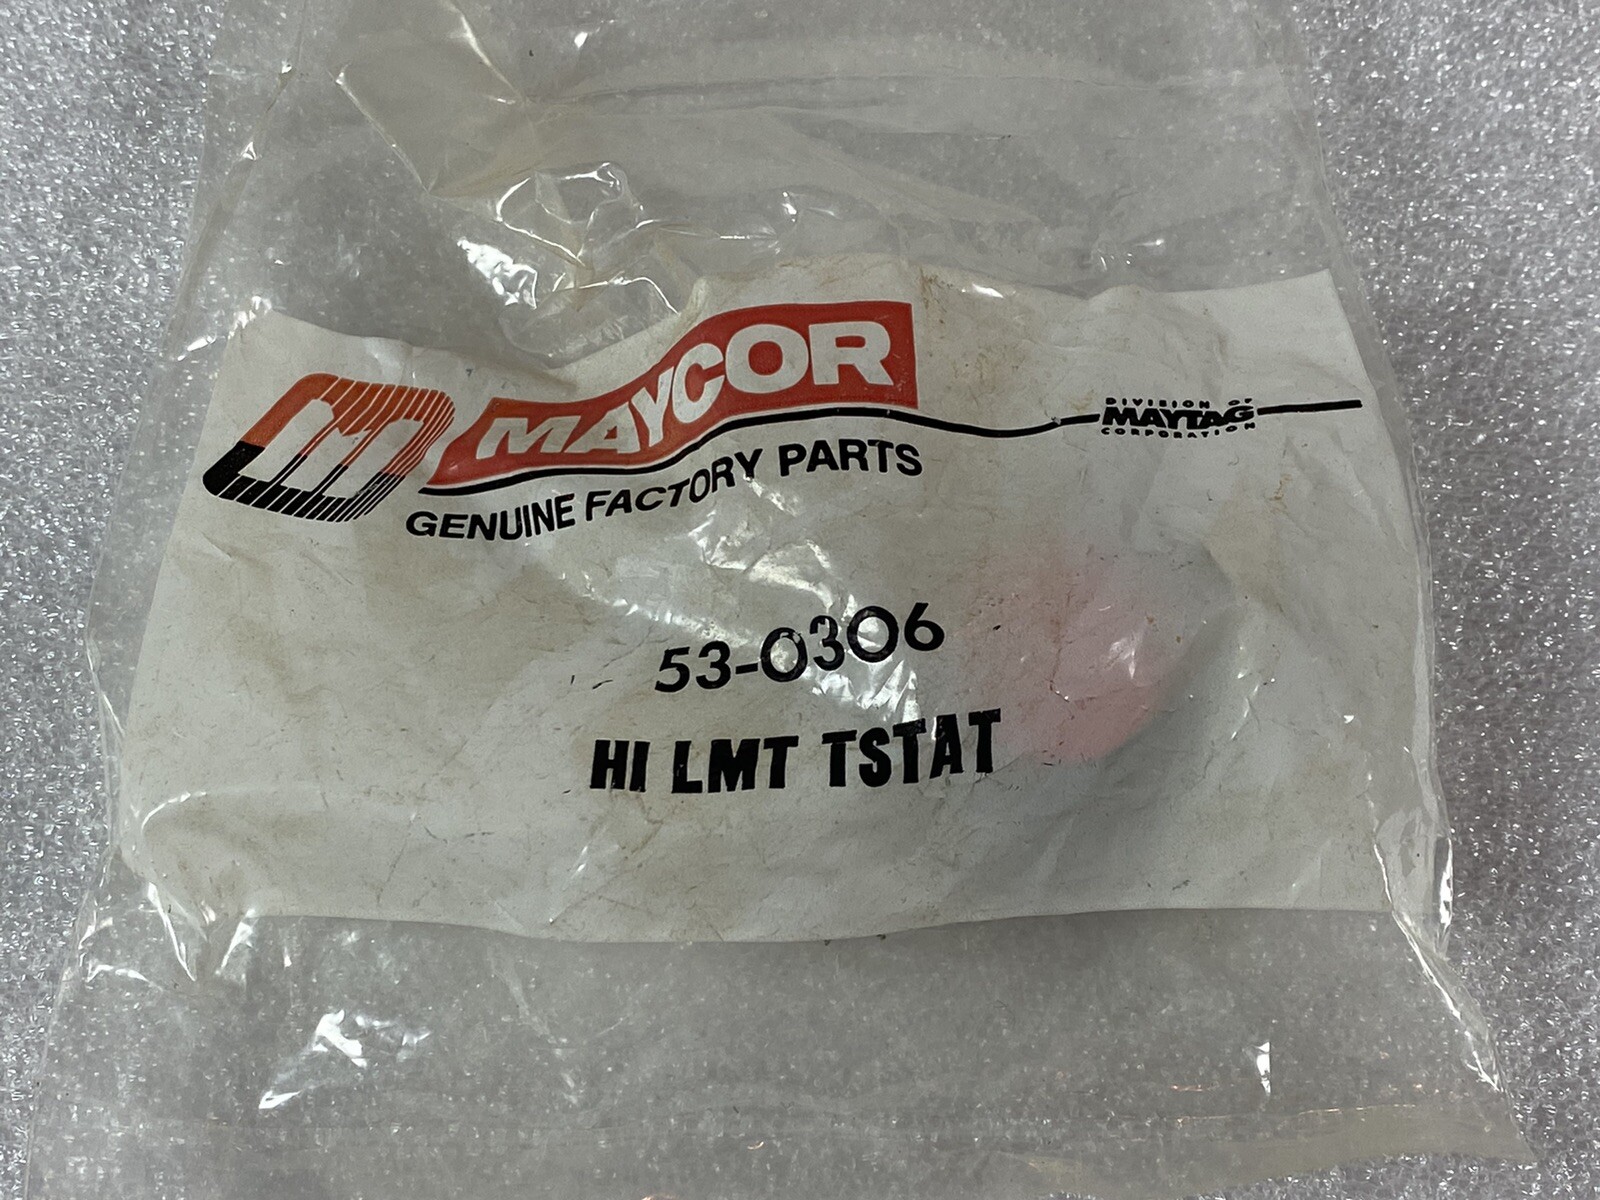 m MAYCOR
DIVISION OF
MAYTAG
CORPORATION
GENUINE FACTORY PARTS
53-0306
HI LMT TSTAT